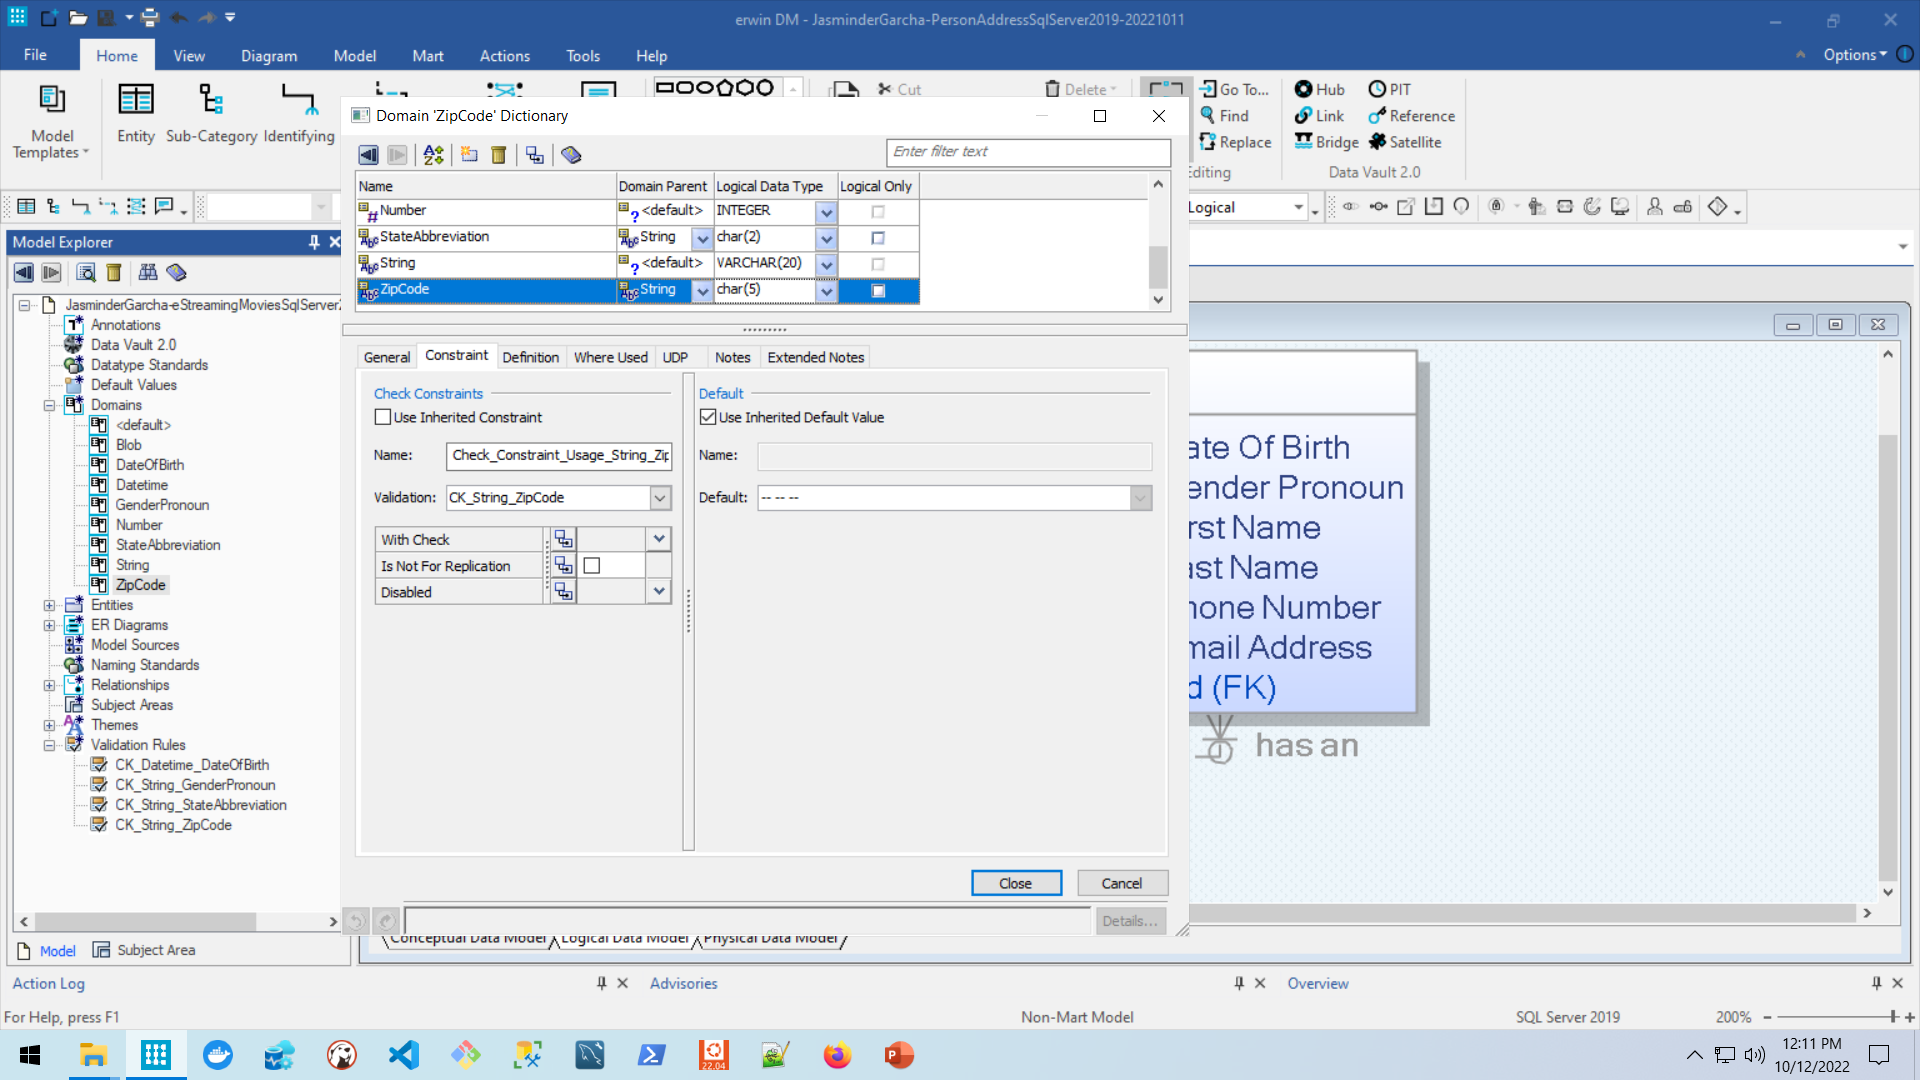 erwin DM - JasminderGarcha-PersonAddressSqlServer2019-20221011
File
Home
View
Diagram
Model
Mart
Actions
Tools
Help
Options
Model
Templates
Entity
Sub-Category
Identifying
Cut
Delete
Go To...
Find
Replace
Editing
Hub
Link
Bridge
PIT
Reference
Satellite
Data Vault 2.0
Logical
Model Explorer
JasminderGarcha-eStreamingMoviesSqlServer2
Annotations
Data Vault 2.0
Datatype Standards
Default Values
Domains
<default>
Blob
DateOfBirth
Datetime
GenderPronoun
Number
StateAbbreviation
String
ZipCode
Entities
ER Diagrams
Model Sources
Naming Standards
Relationships
Subject Areas
Themes
Validation Rules
CK_Datetime_DateOfBirth
CK_String_GenderPronoun
CK_String_StateAbbreviation
CK_String_ZipCode
Model
Subject Area
Domain 'ZipCode' Dictionary
Enter filter text
Name Domain Parent Logical Data Type Logical Only
Number <default> INTEGER
StateAbbreviation String char(2)
String <default> VARCHAR(20)
ZipCode String char(5)
General Constraint Definition Where Used UDP Notes Extended Notes
Check Constraints
Use Inherited Constraint
Name: Check_Constraint_Usage_String_Zip
Validation: CK_String_ZipCode
With Check
Is Not For Replication
Disabled
Default
Use Inherited Default Value
Name:
Default: -- -- --
Close
Cancel
Details...
ate Of Birth
ender Pronoun
rst Name
ast Name
hone Number
mail Address
d (FK)
has an
Conceptual Data Model
Logical Data Model
Physical Data Model
Action Log
Advisories
Overview
For Help, press F1
Non-Mart Model
SQL Server 2019
200%
22.04
12:11 PM
10/12/2022